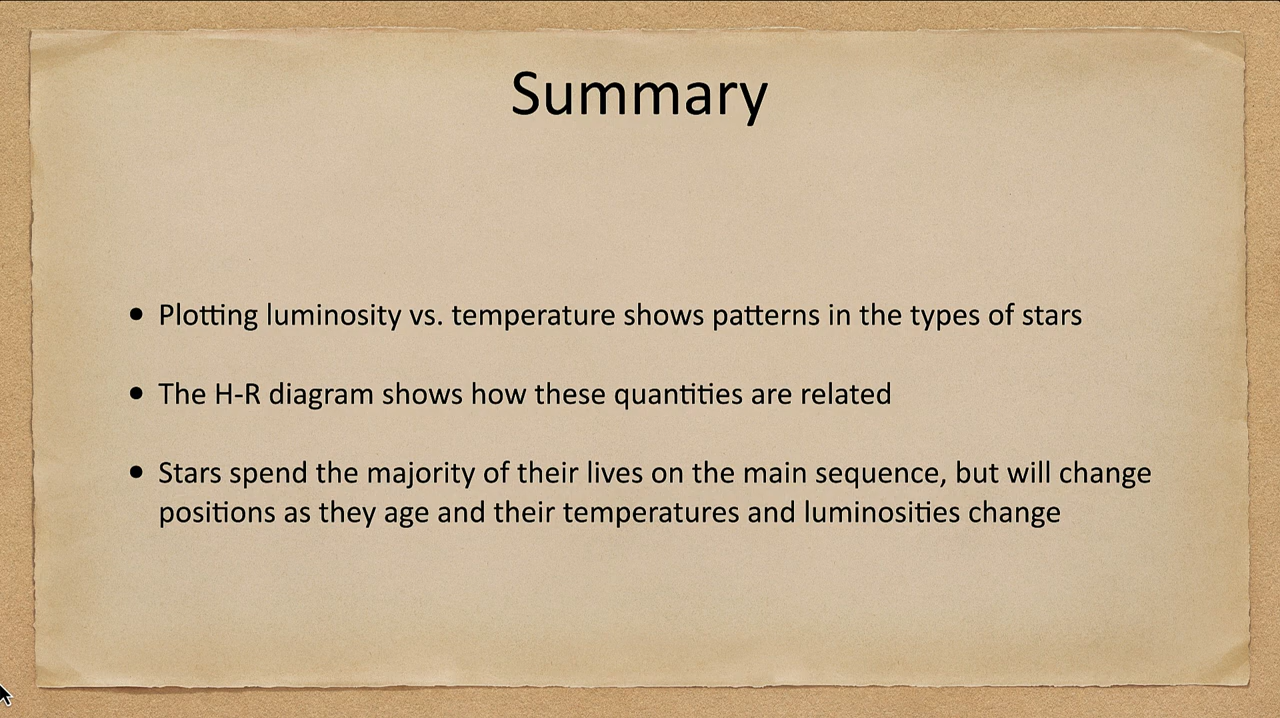 Summary
• Plotting luminosity vs. temperature shows patterns in the types of stars
• The H-R diagram shows how these quantities are related
• Stars spend the majority of their lives on the main sequence, but will change
positions as they age and their temperatures and luminosities change